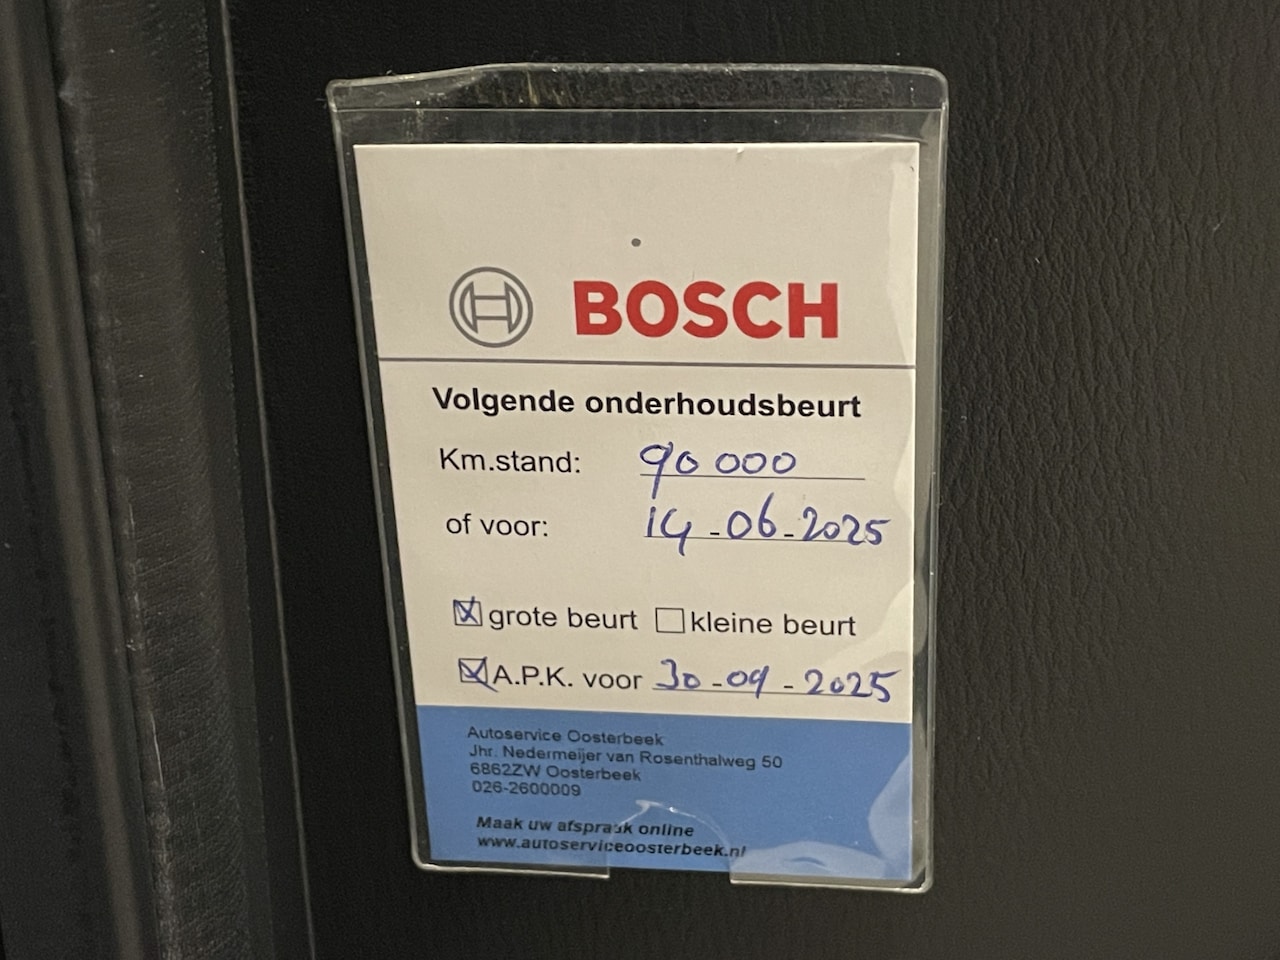 BOSCH
Volgende onderhoudsbeurt
Km.stand: 90 000
of voor: 14-06-2025
grote beurt kleine beurt
A.P.K. voor 30-09-2025
Autoservice Oosterbeek
Jhr. Nedermeijer van Rosenthalweg 50
6862ZW Oosterbeek
026-2600009
Maak uw afspraak online
www.autoserviceoosterbeek.nl